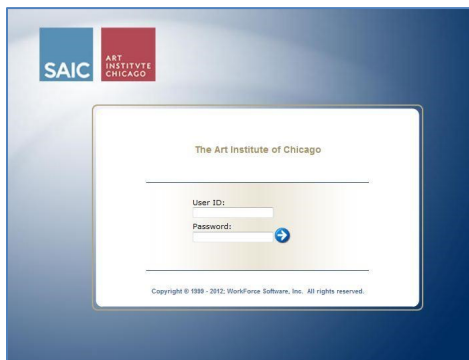 SAIC
ART
INSTITVTE
CHICAGO
The Art Institute of Chicago
User ID:
Password:
Copyright © 1999 - 2012; WorkForce Software, Inc. All rights reserved.